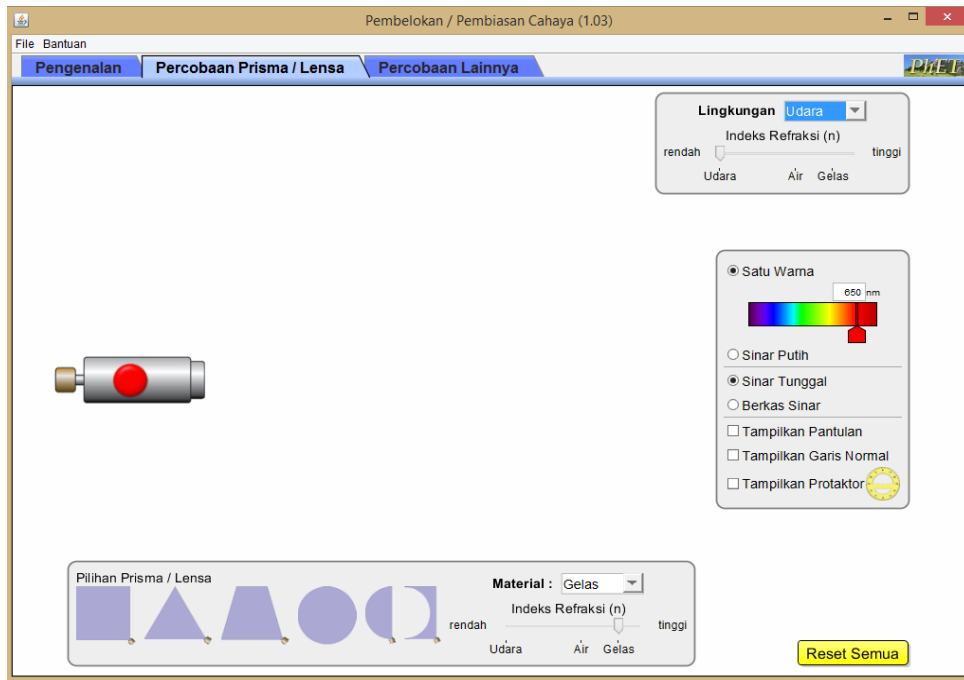 Pembelokan / Pembiasan Cahaya (1.03)
File Bantuan
Pengenalan Percobaan Prisma / Lensa Percobaan Lainnya PhET
Lingkungan Udara
Indeks Refraksi (n)
rendah tinggi
Udara Air Gelas
Satu Warna
650 nm
Sinar Putih
Sinar Tunggal
Berkas Sinar
Tampilkan Pantulan
Tampilkan Garis Normal
Tampilkan Protaktor
Pilihan Prisma / Lensa
Material : Gelas
Indeks Refraksi (n)
rendah tinggi
Udara Air Gelas
Reset Semua